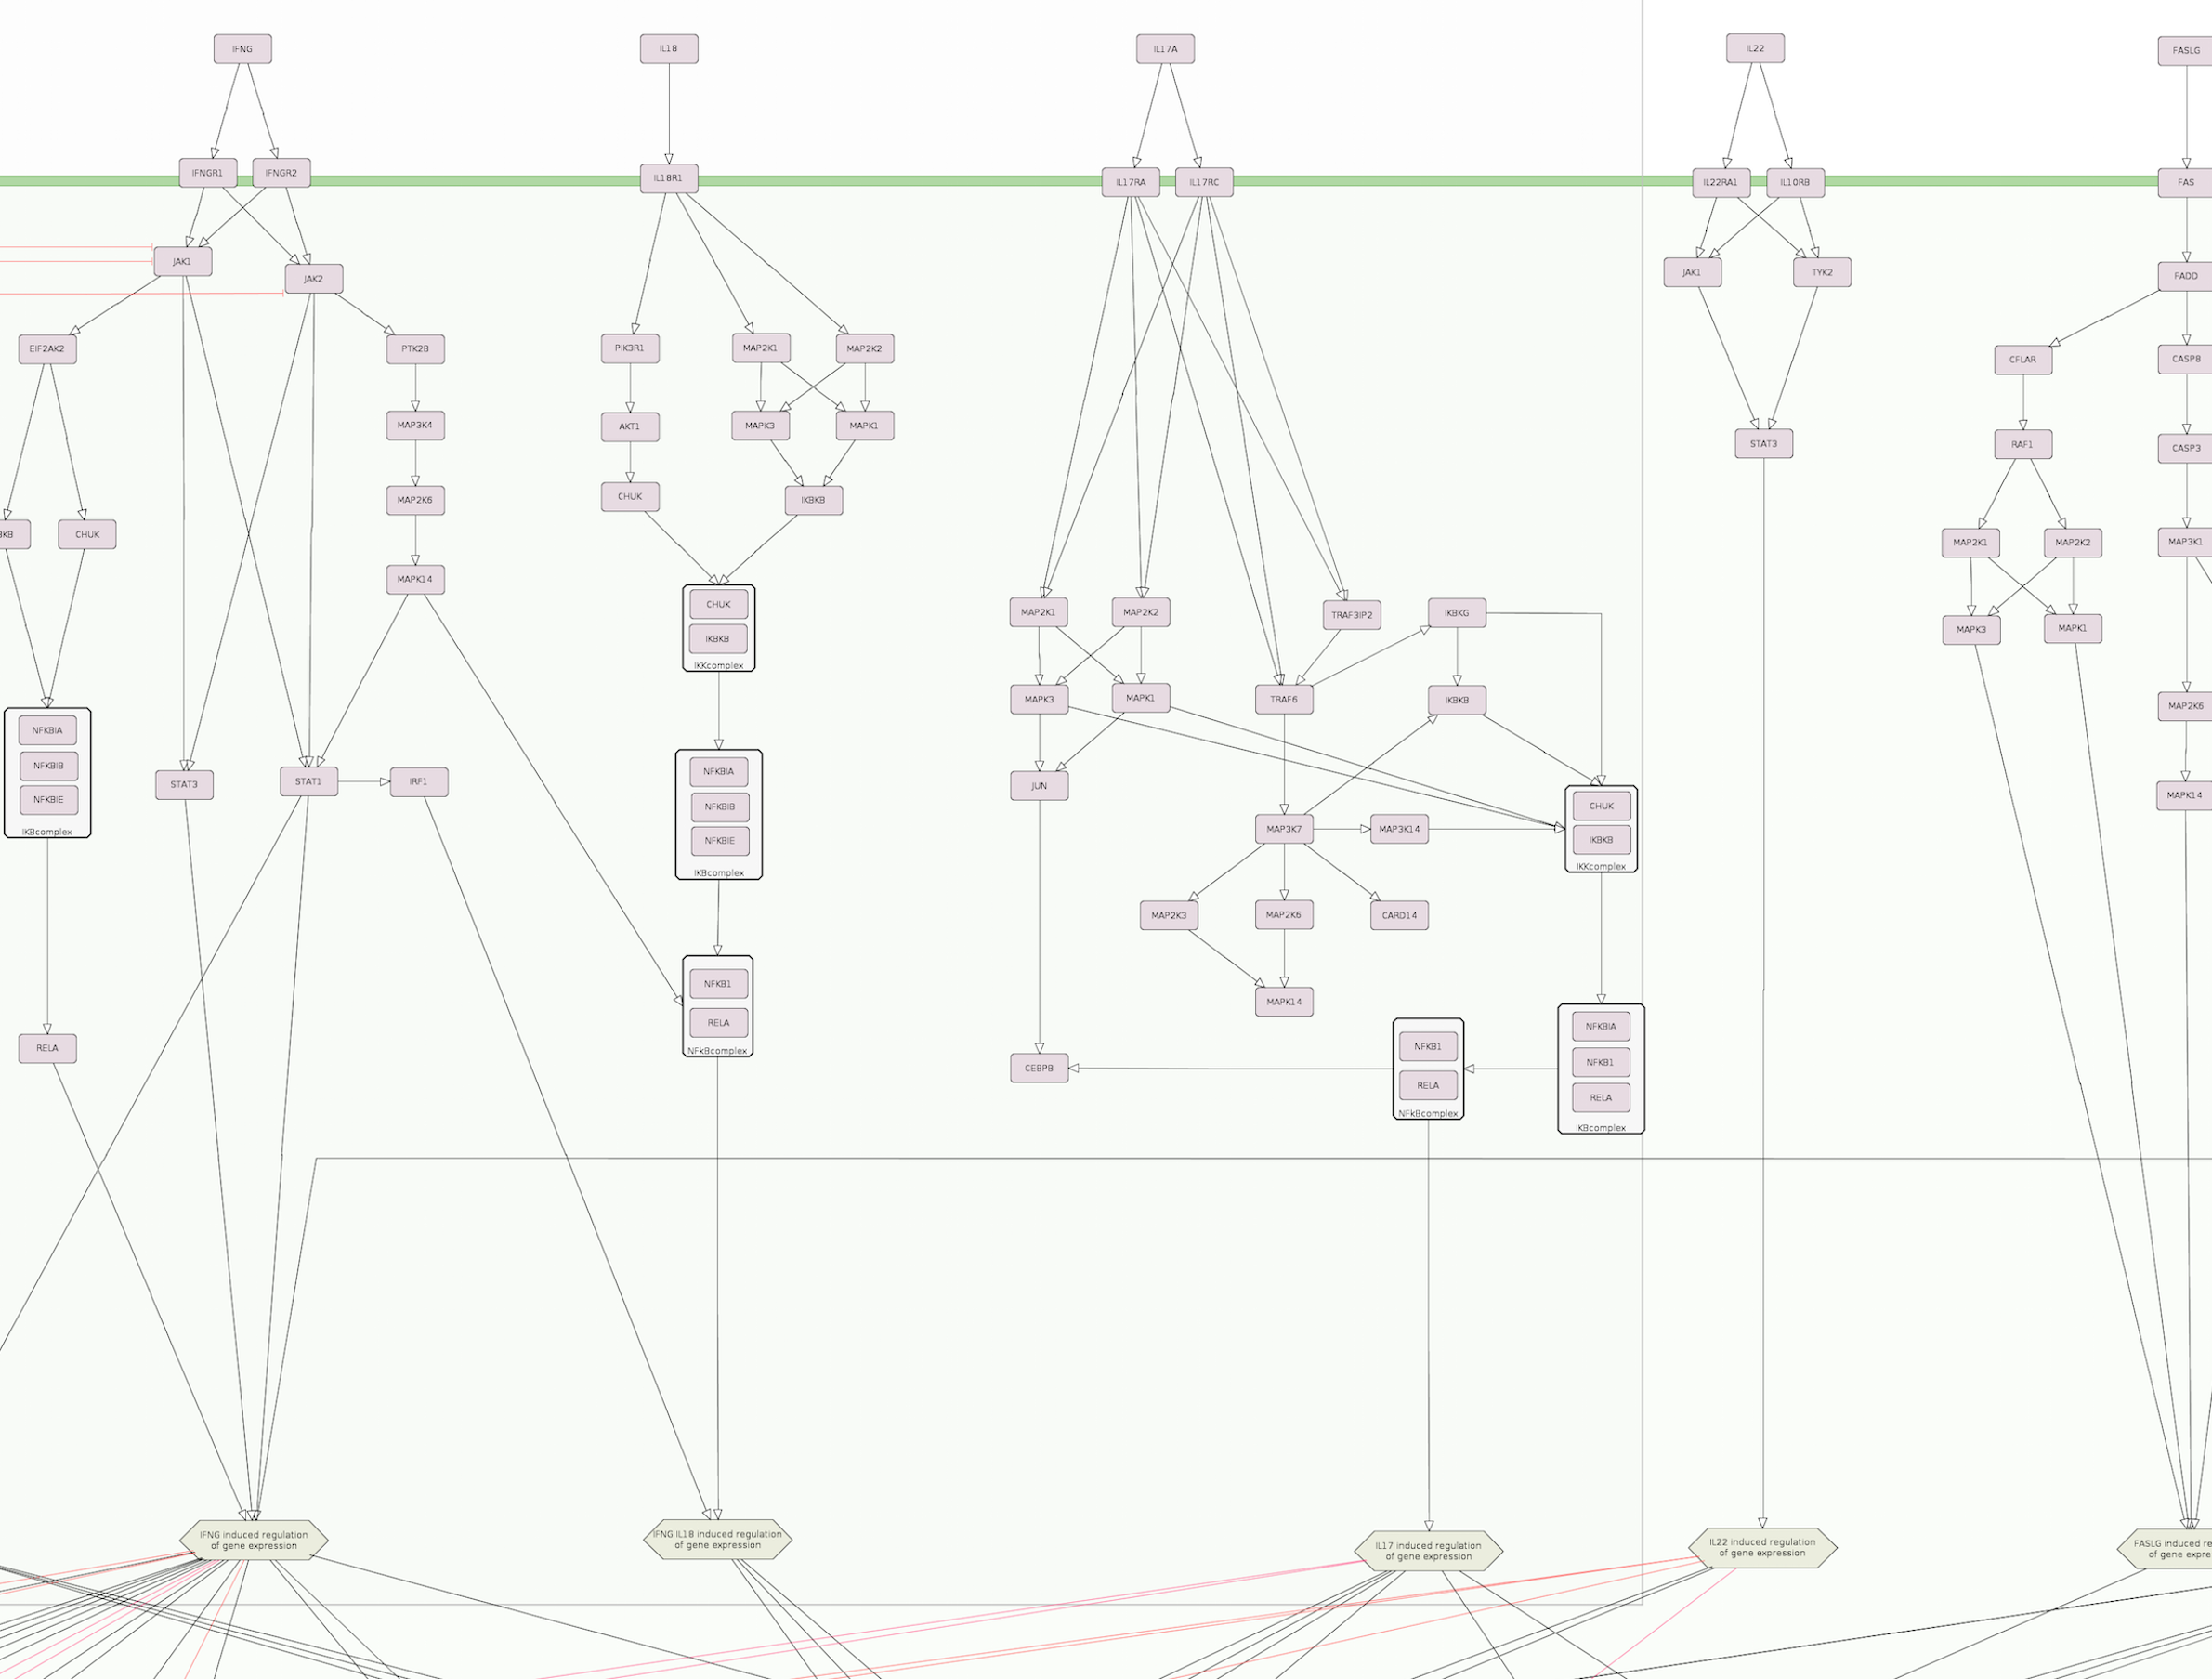 IFNG
IL18
IL17A
IL22
FASLG
IFNGR1
IFNGR2
IL18R1
IL17RA
IL17RC
IL22RA1
IL10RB
FAS
JAK1
JAK2
JAK1
TYK2
FADD
EIF2AK2
PTK2B
PIK3R1
MAP2K1
MAP2K2
CFLAR
CASP8
MAP3K4
AKT1
MAPK3
MAPK1
STAT3
RAF1
CASP3
MAP2K6
CHUK
IKBKB
CHUK
MAP2K1
MAP2K2
MAP3K1
MAPK14
CHUK
IKBKB
IKKcomplex
MAP2K1
MAP2K2
TRAF3IP2
IKBKG
MAPK3
MAPK1
MAPK3
MAPK1
TRAF6
IKBKB
MAP2K6
NFKBIA
NFKBIB
NFKBIE
IKBcomplex
STAT3
STAT1
IRF1
NFKBIA
NFKBIB
NFKBIE
IKBcomplex
JUN
MAPK14
MAP3K7
MAP3K14
CHUK
IKBKB
IKKcomplex
MAP2K3
MAP2K6
CARD14
MAPK14
NFKB1
RELA
NFkBcomplex
RELA
CEBPB
NFKB1
RELA
NFkBcomplex
NFKBIA
NFKB1
RELA
IKBcomplex
IFNG induced regulation
of gene expression
IFNG IL18 induced regulation
of gene expression
IL17 induced regulation
of gene expression
IL22 induced regulation
of gene expression
FASLG induced
of gene